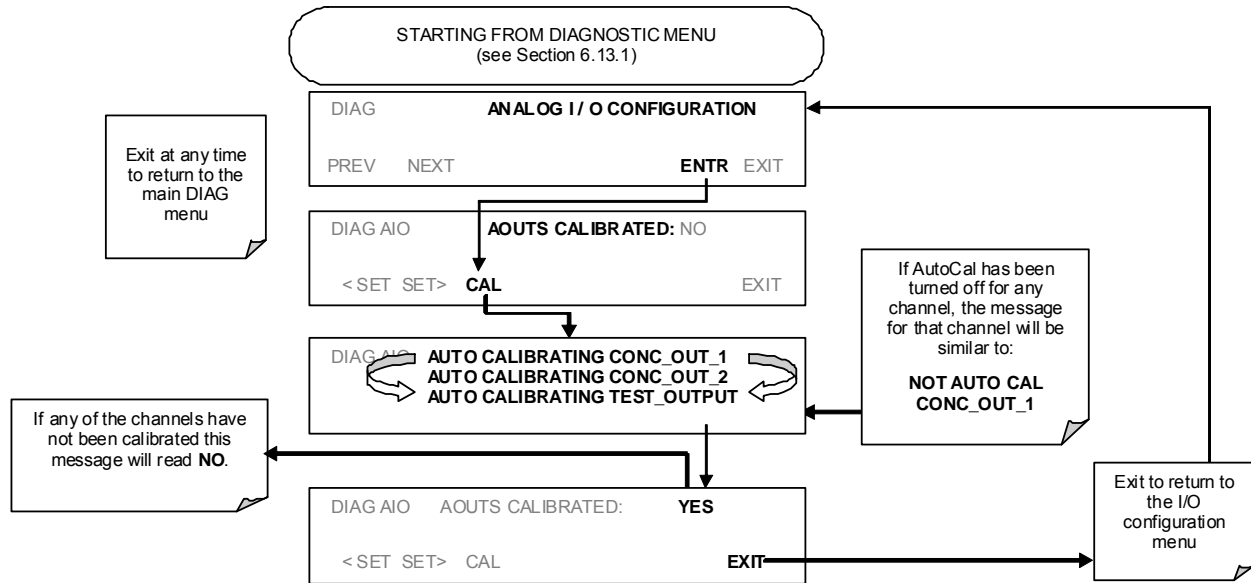 STARTING FROM DIAGNOSTIC MENU
(see Section 6.13.1)
DIAG ANALOG I / O CONFIGURATION
PREV NEXT ENTR EXIT
Exit at any time
to return to the
main DIAG
menu
DIAG AIO AOUTS CALIBRATED: NO
< SET SET> CAL EXIT
If AutoCal has been
turned off for any
channel, the message
for that channel will be
similar to:
NOT AUTO CAL
CONC_OUT_1
DIAG AIO AUTO CALIBRATING CONC_OUT_1
AUTO CALIBRATING CONC_OUT_2
AUTO CALIBRATING TEST_OUTPUT
If any of the channels have
not been calibrated this
message will read NO.
DIAG AIO AOUTS CALIBRATED: YES
< SET SET> CAL EXIT
Exit to return to
the I/O
configuration
menu